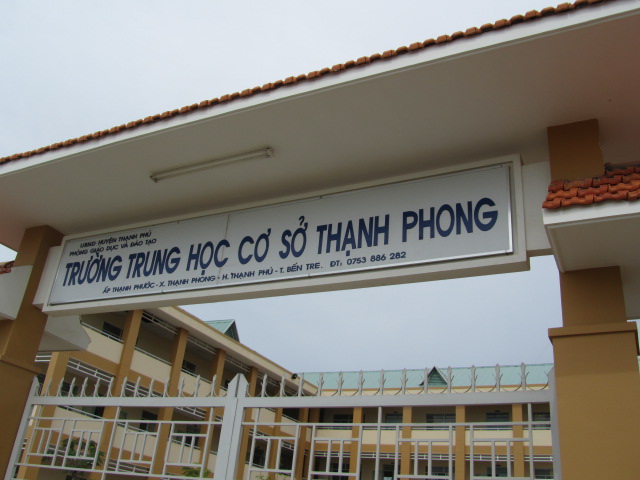 UBND HUYỆN THẠNH PHÚ
PHÒNG GIÁO DỤC VÀ ĐÀO TẠO
TRƯỜNG TRUNG HỌC CƠ SỞ THẠNH PHONG
ẤP THẠNH PHƯỚC - X. THẠNH PHONG - H. THẠNH PHÚ - T. BẾN TRE. ĐT: 0753 886 282